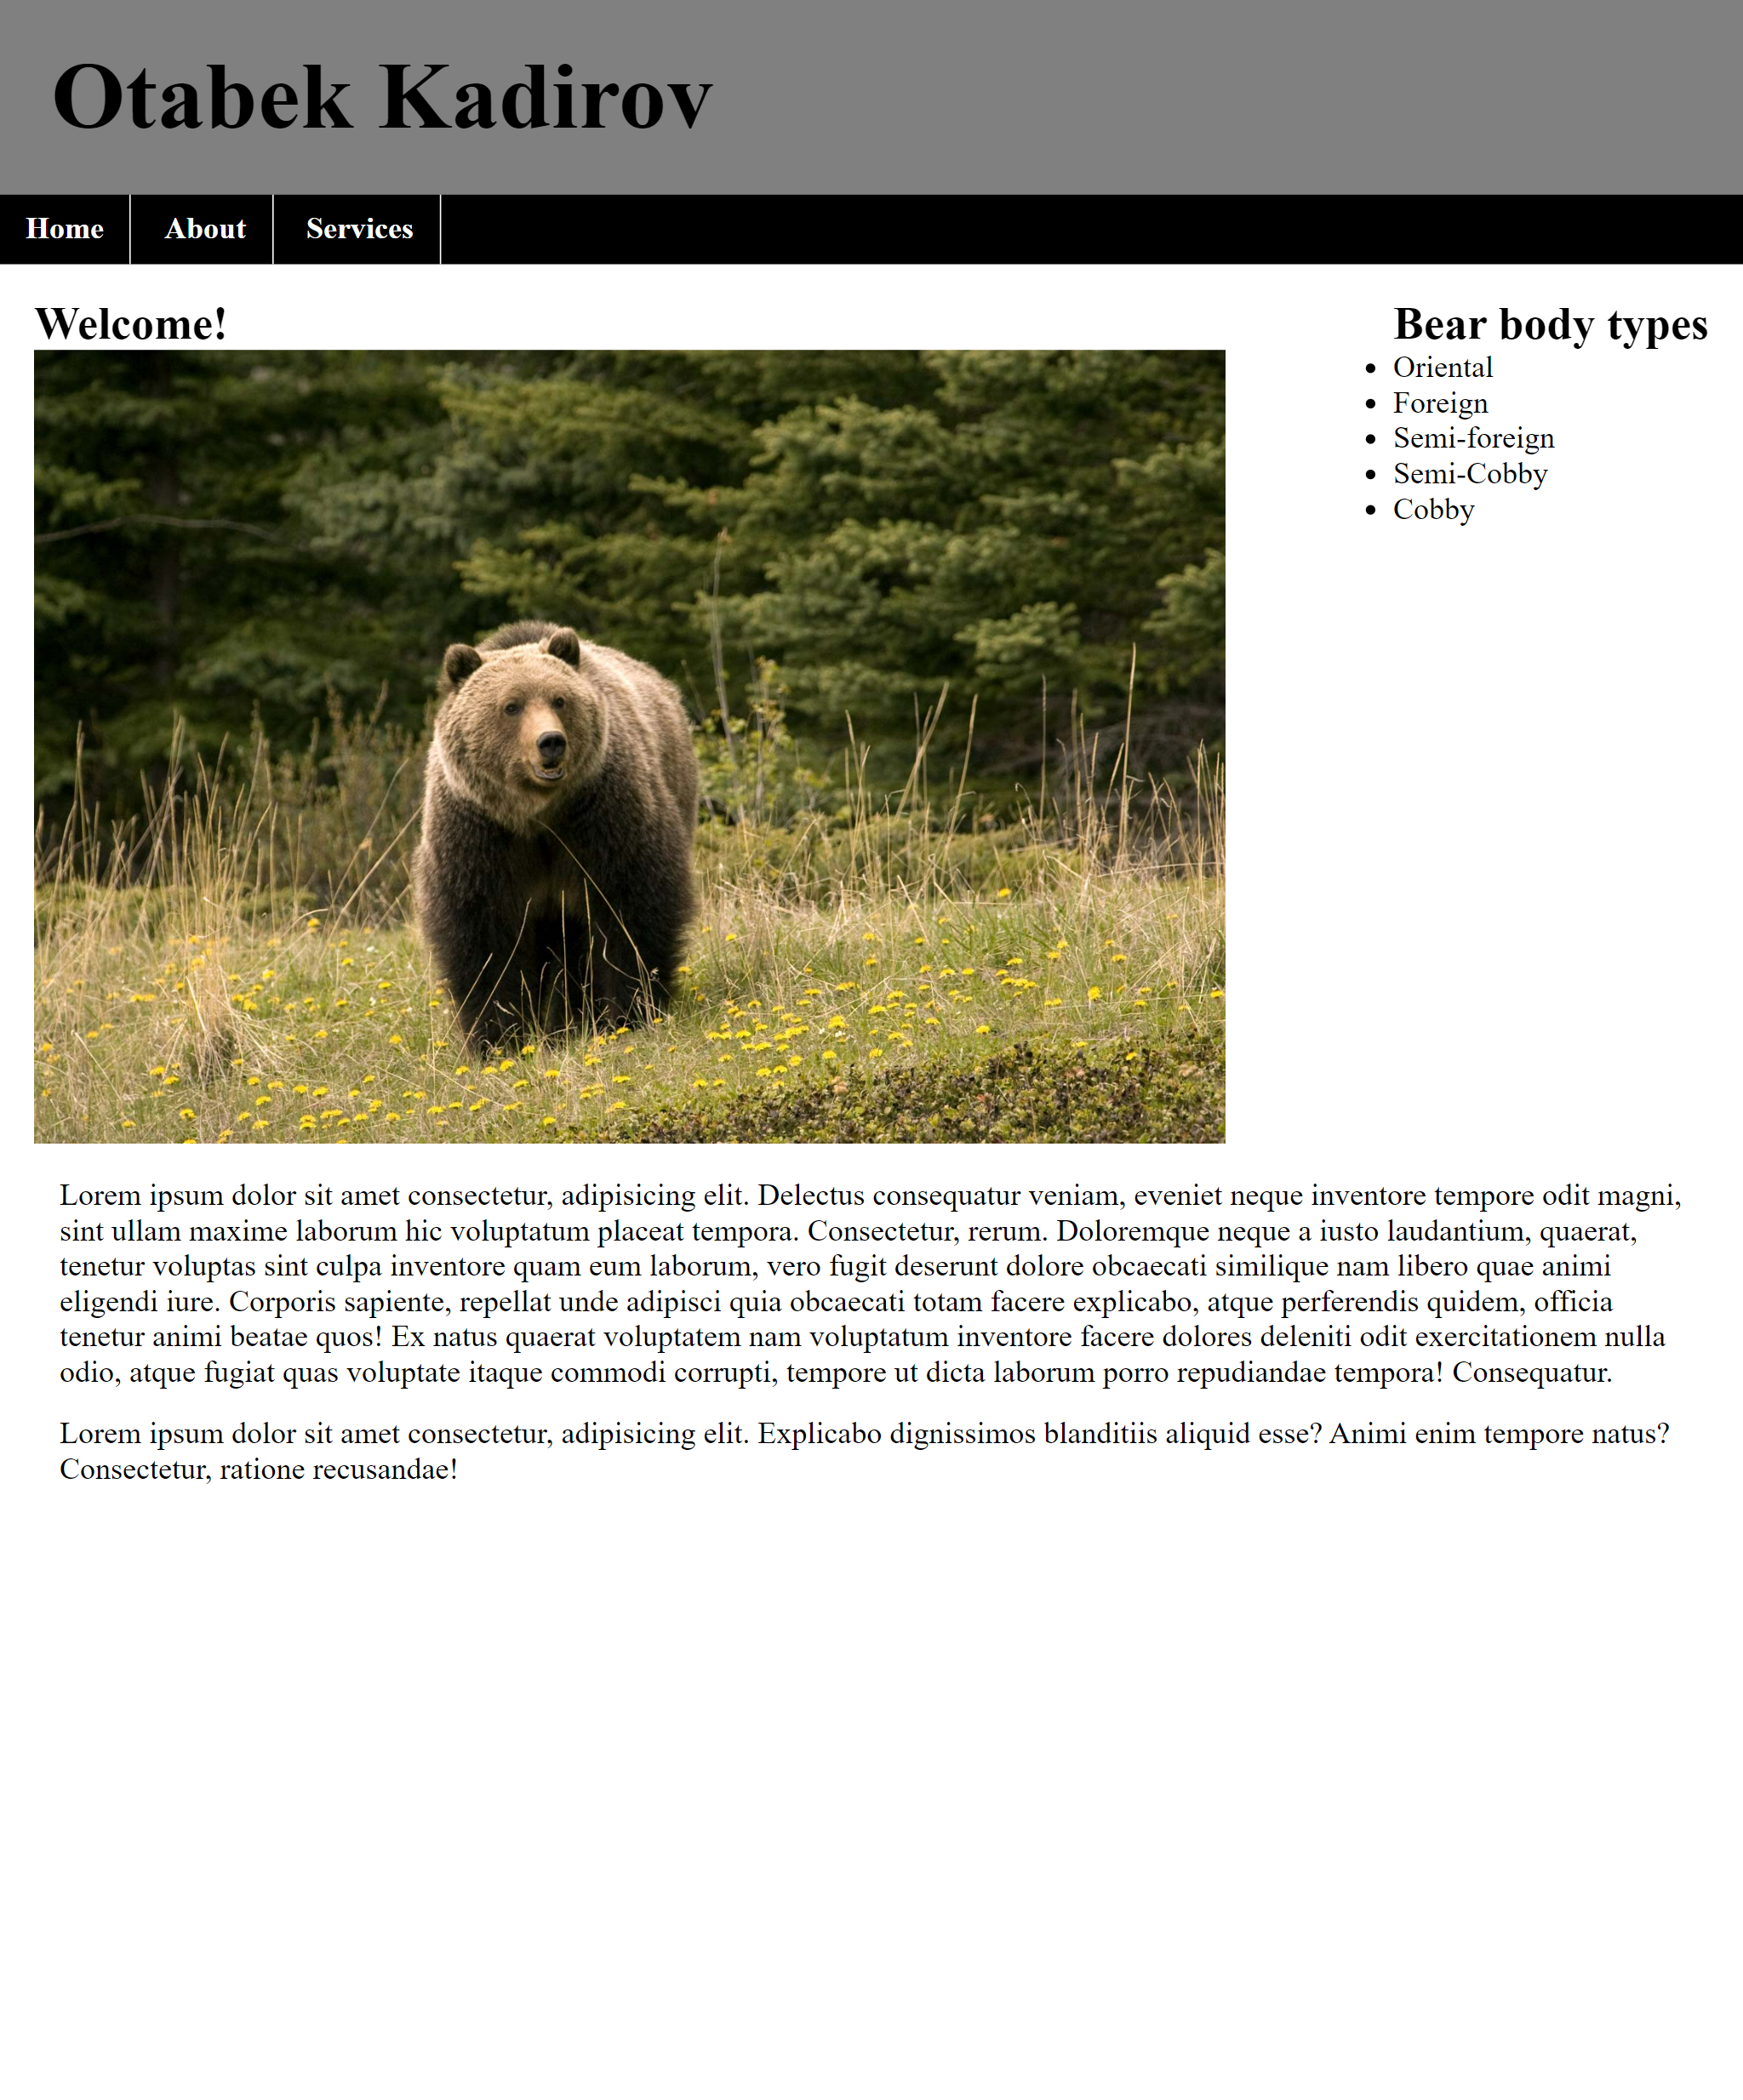 Otabek Kadirov
Home
About
Services
Welcome!
Bear body types
Oriental
Foreign
Semi-foreign
Semi-Cobby
Cobby
Lorem ipsum dolor sit amet consectetur, adipisicing elit. Delectus consequatur veniam, eveniet neque inventore tempore odit magni,
sint ullam maxime laborum hic voluptatum placeat tempora. Consectetur, rerum. Doloremque neque a iusto laudantium, quaerat,
tenetur voluptas sint culpa inventore quam eum laborum, vero fugit deserunt dolore obcaecati similique nam libero quae animi
eligendi iure. Corporis sapiente, repellat unde adipisci quia obcaecati totam facere explicabo, atque perferendis quidem, officia
tenetur animi beatae quos! Ex natus quaerat voluptatem nam voluptatum inventore facere dolores deleniti odit exercitationem nulla
odio, atque fugiat quas voluptate itaque commodi corrupti, tempore ut dicta laborum porro repudiandae tempora! Consequatur.
Lorem ipsum dolor sit amet consectetur, adipisicing elit. Explicabo dignissimos blanditiis aliquid esse? Animi enim tempore natus?
Consectetur, ratione recusandae!